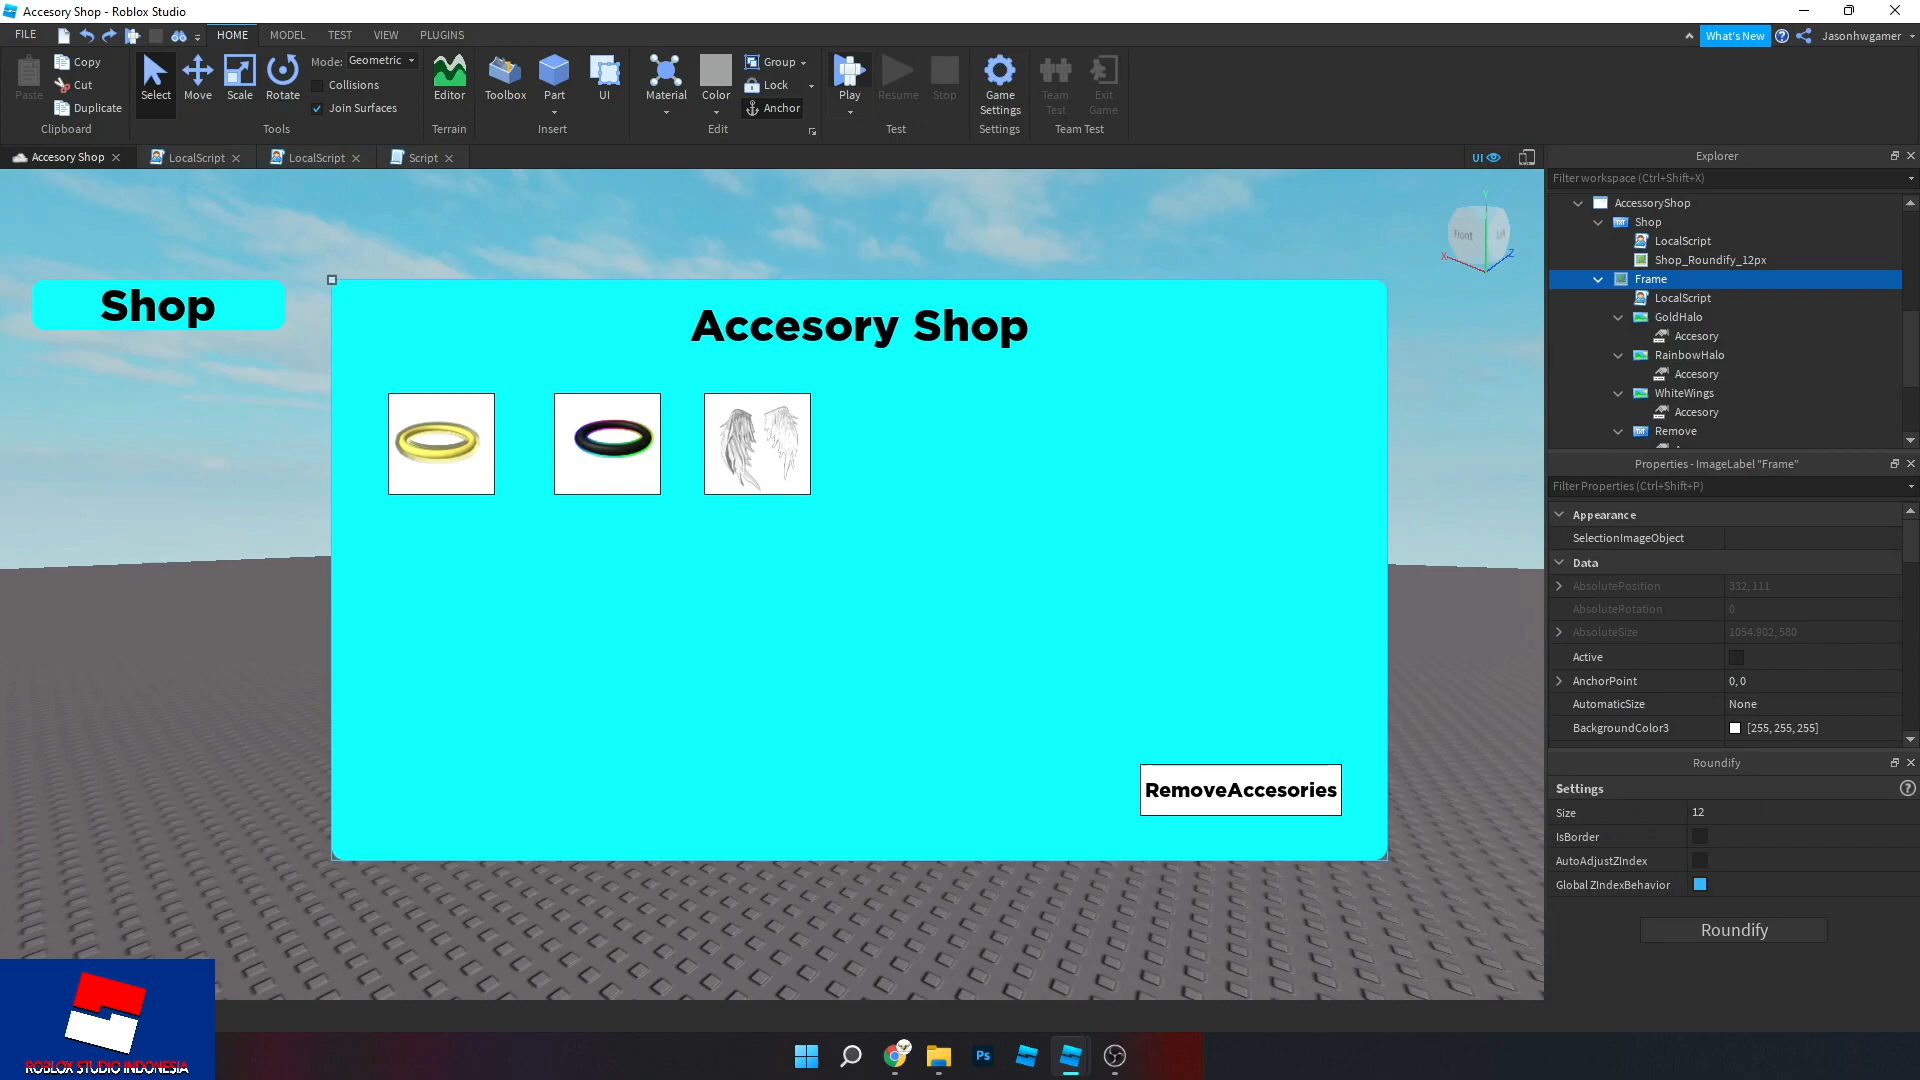 Accesory Shop - Roblox Studio
FILE HOME MODEL TEST VIEW PLUGINS What's New Jasonhwgamer
Paste Copy Cut Duplicate Clipboard
Select Move Scale Rotate Mode: Geometric Collisions Join Surfaces Tools
Editor Terrain
Toolbox Part UI Insert
Material Color Group Lock Anchor Edit
Play Resume Stop Test
Game Settings Settings
Team Test Exit Game Team Test
Accesory Shop LocalScript LocalScript Script UI
Front
X
Y
Z
Shop
Accesory Shop
RemoveAccesories
ROBLOX STUDIO INDONESIA
Explorer
Filter workspace (Ctrl+Shift+X)
AccessoryShop
TXT Shop
LocalScript
Shop_Roundify_12px
Frame
LocalScript
GoldHalo
Accesory
RainbowHalo
Accesory
WhiteWings
Accesory
TXT Remove
Properties - ImageLabel "Frame"
Filter Properties (Ctrl+Shift+P)
Appearance
SelectionImageObject
Data
AbsolutePosition 332, 111
AbsoluteRotation 0
AbsoluteSize 1054.902, 580
Active
AnchorPoint 0, 0
AutomaticSize None
BackgroundColor3 [255, 255, 255]
Roundify
Settings ?
Size 12
IsBorder
AutoAdjustZIndex
Global ZIndexBehavior
Roundify
Ps